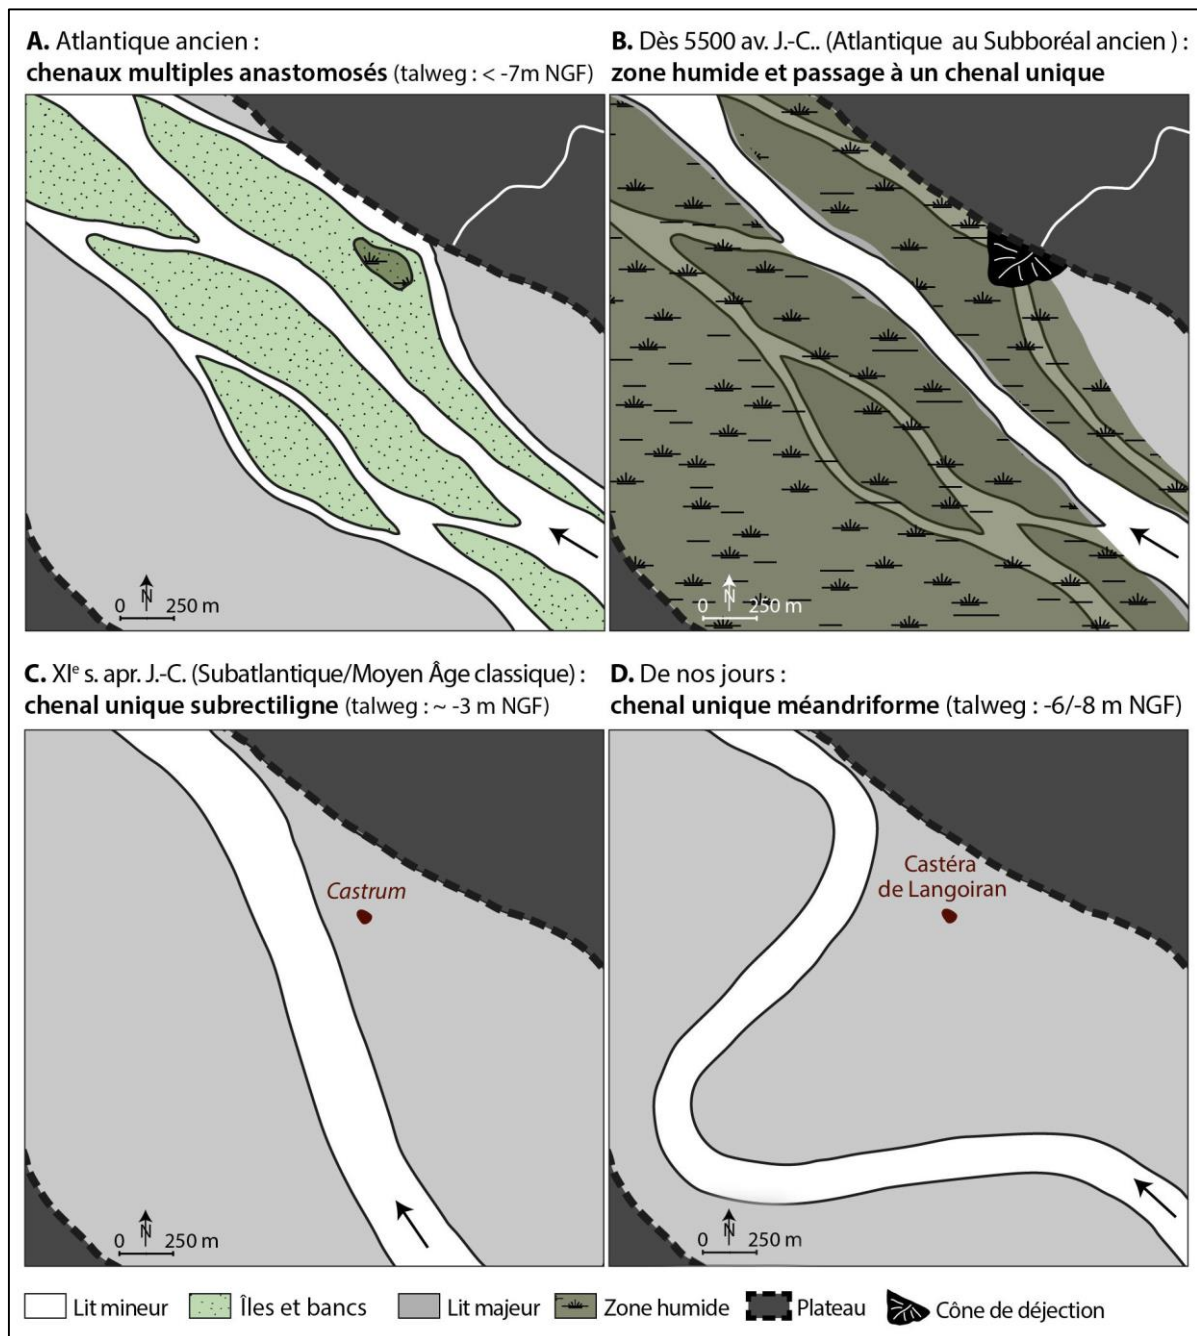 A. Atlantique ancien :
chenaux multiples anastomosés (talweg : < -7m NGF)
B. Dès 5500 av. J.-C.. (Atlantique au Subboréal ancien ) :
zone humide et passage à un chenal unique
N
0 250 m
N
0 250 m
C. XIe s. apr. J.-C. (Subatlantique/Moyen Âge classique) :
chenal unique subrectiligne (talweg : ~ -3 m NGF)
D. De nos jours :
chenal unique méandriforme (talweg : -6/-8 m NGF)
Castrum
N
0 250 m
Castéra
de Langoiran
N
0 250 m
Lit mineur Îles et bancs Lit majeur Zone humide Plateau Cône de déjection